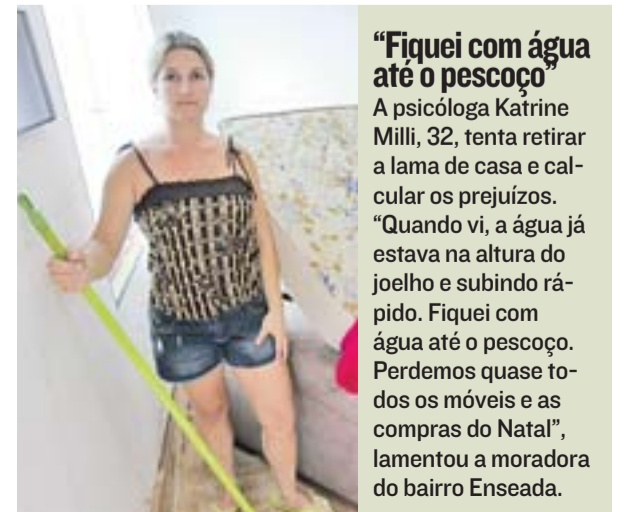 “Fiquei com água
até o pescoço”
A psicóloga Katrine
Milli, 32, tenta retirar
a lama de casa e cal-
cular os prejuízos.
“Quando vi, a água já
estava na altura do
joelho e subindo rá-
pido. Fiquei com
água até o pescoço.
Perdemos quase to-
dos os móveis e as
compras do Natal”,
lamentou a moradora
do bairro Enseada.